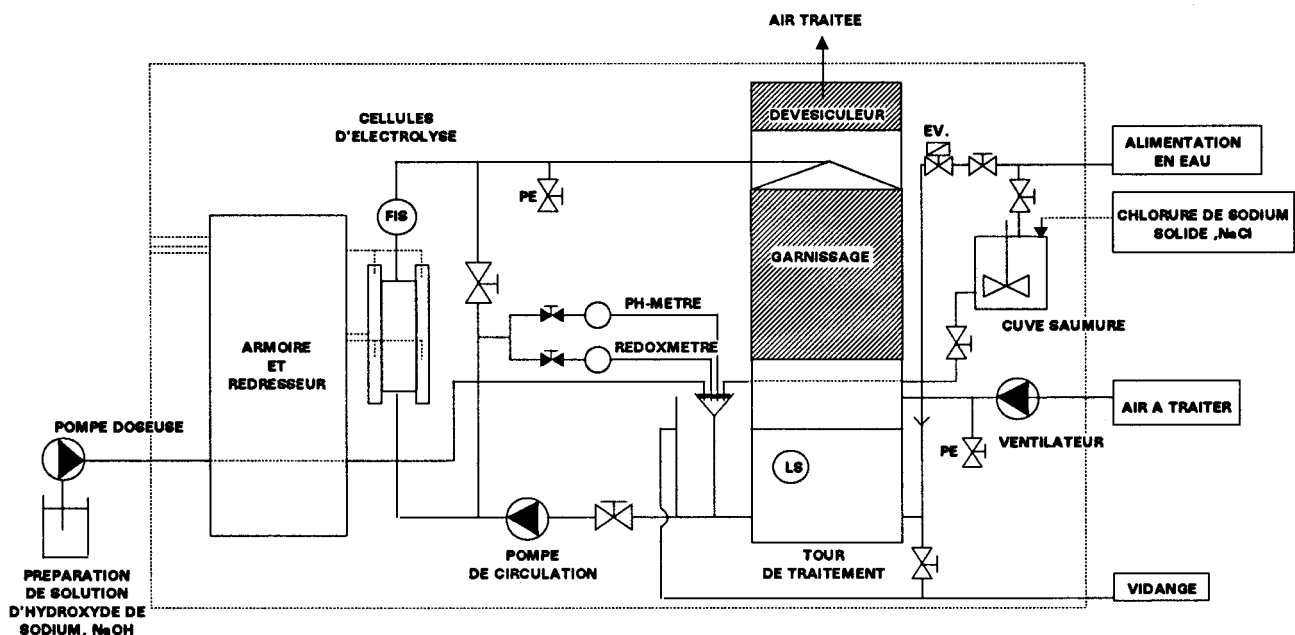 AIR TRAITEE
CELLULES
D'ELECTROLYSE
DEVESICULEUR
EV.
ALIMENTATION
EN EAU
PE
FIS
CHLORURE DE SODIUM
SOLIDE ,NaCl
GARNISSAGE
PH-METRE
CUVE SAUMURE
REDOXMETRE
ARMOIRE
ET
REDRESSEUR
AIR A TRAITER
POMPE DOSEUSE
VENTILATEUR
PE
LS
POMPE
DE CIRCULATION
TOUR
DE TRAITEMENT
PREPARATION
DE SOLUTION
D'HYDROXYDE DE
SODIUM, NaOH
VIDANGE